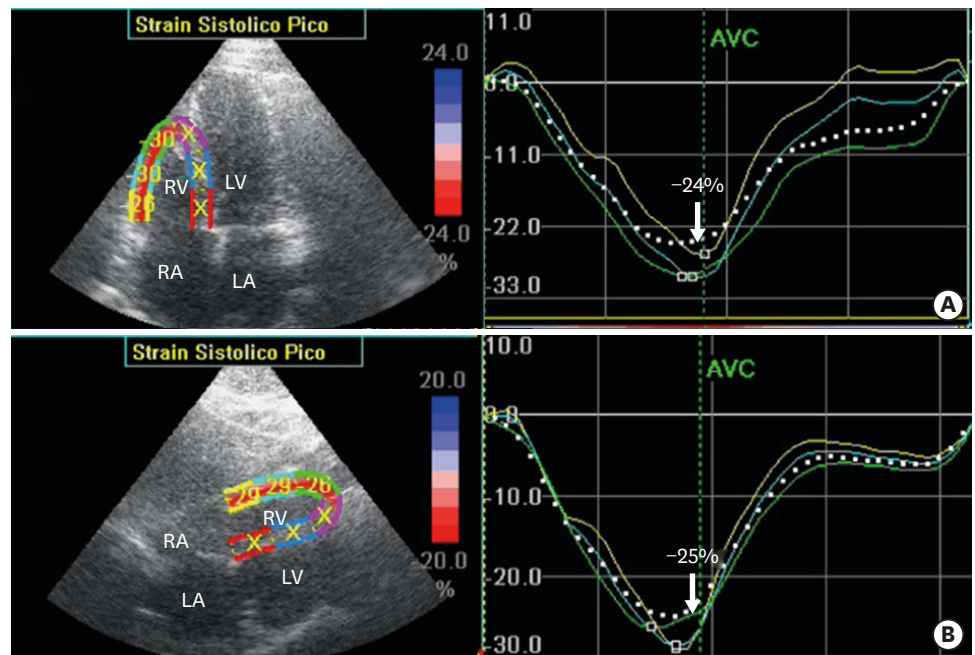 Strain Sistolico Pico
24.0
-24.0
%
-30
-30
-26
X
X
X
RV
LV
RA
LA
11.0
0.0
-11.0
-22.0
-33.0
AVC
−24%
A
Strain Sistolico Pico
20.0
-20.0
%
-29
29
-26
X
X
X
RV
RA
LV
LA
10.0
0.0
-10.0
-20.0
-30.0
AVC
−25%
B